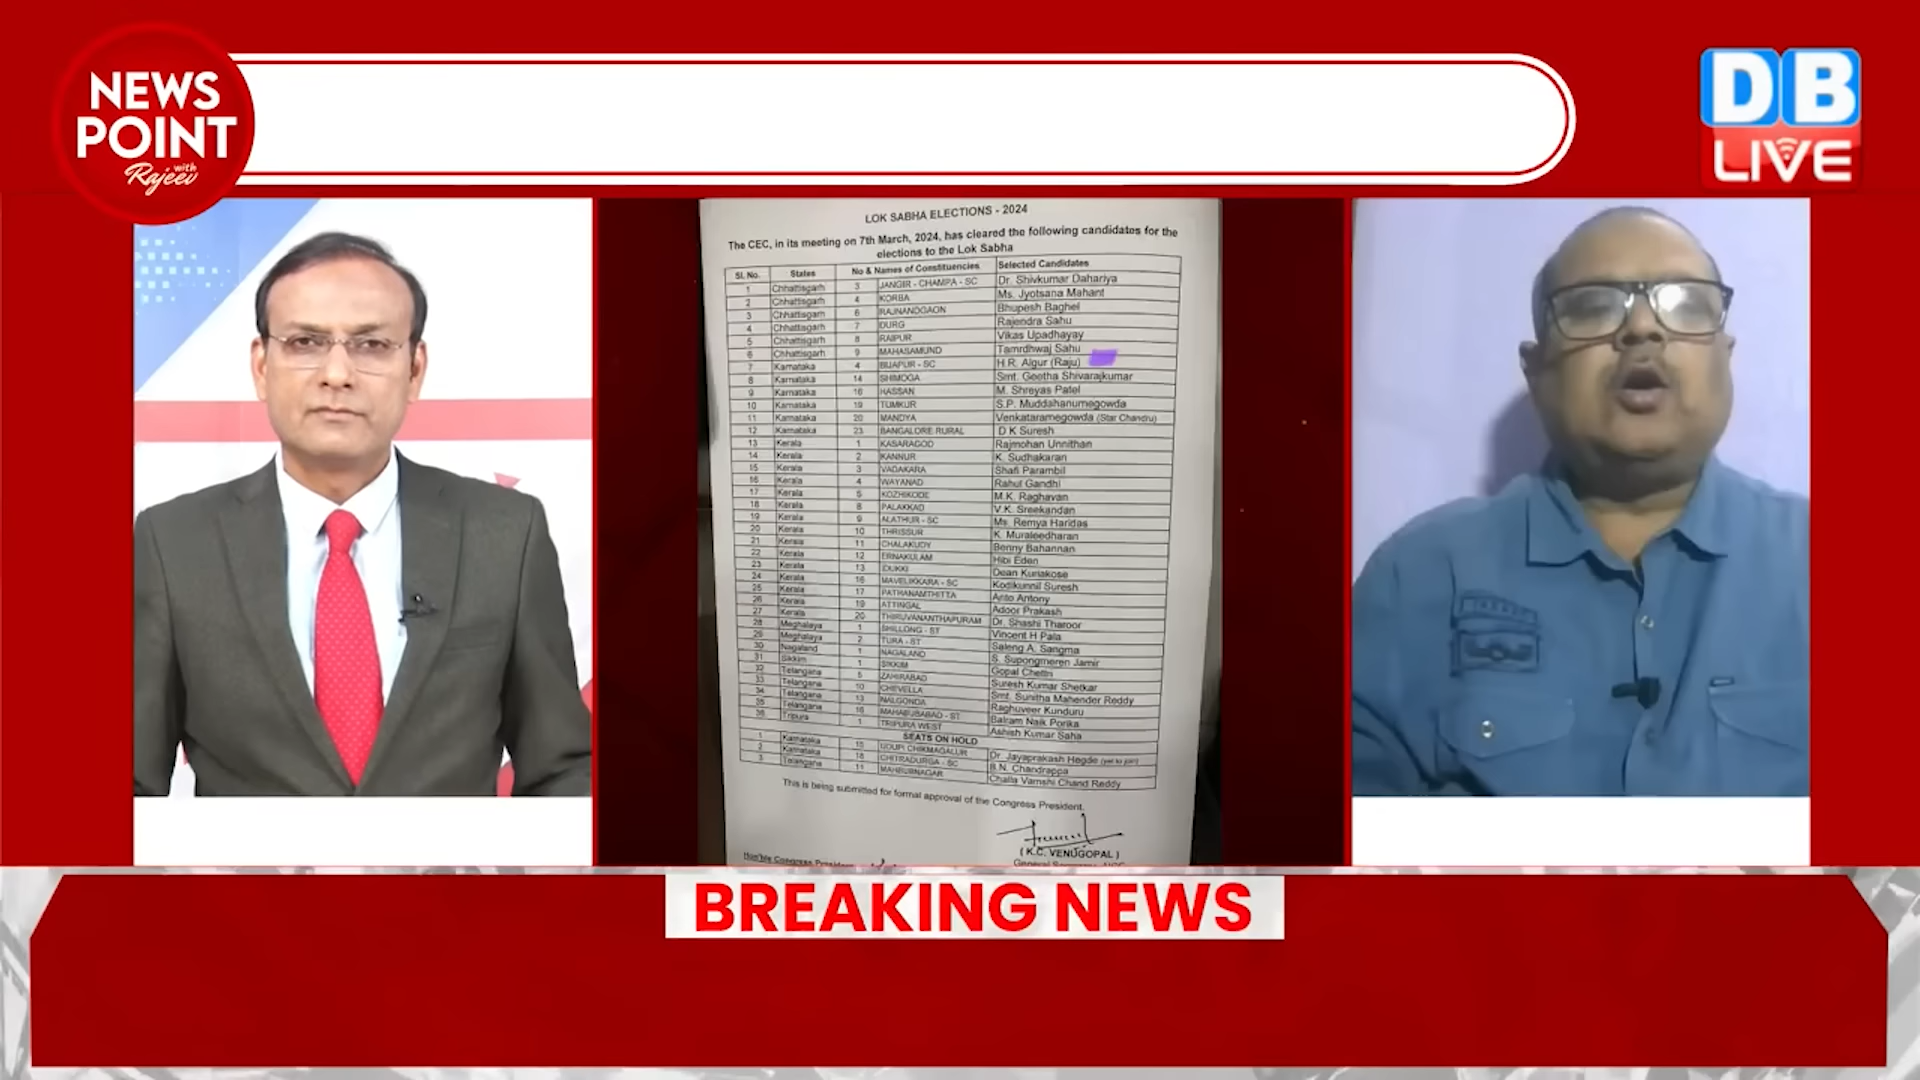 NEWS
POINT
with
Rajeev
DB
LIVE
LOK SABHA ELECTIONS - 2024
The CEC, in its meeting on 7th March, 2024, has cleared the following candidates for the
elections to the Lok Sabha
Sl. No. States No & Names of Constituencies Selected Candidates
1 Chhattisgarh 3 JANGIR - CHAMPA - SC Dr. Shivkumar Dahariya
2 Chhattisgarh 4 KORBA Ms. Jyotsana Mahant
3 Chhattisgarh 6 RAJNANDGAON Bhupesh Baghel
4 Chhattisgarh 7 DURG Rajendra Sahu
5 Chhattisgarh 8 RAIPUR Vikas Upadhayay
6 Chhattisgarh 9 MAHASAMUND Tamrdhwaj Sahu
7 Karnataka 4 BIJAPUR - SC H.R. Algur (Raju)
8 Karnataka 14 SHIMOGA Smt. Geetha Shivarajkumar
9 Karnataka 16 HASSAN M. Shreyas Patel
10 Karnataka 19 TUMKUR S.P. Muddahanumegowda
11 Karnataka 20 MANDYA Venkataramegowda (Star Chandru)
12 Karnataka 23 BANGALORE RURAL D K Suresh
13 Kerala 1 KASARAGOD Rajmohan Unnithan
14 Kerala 2 KANNUR K. Sudhakaran
15 Kerala 3 VADAKARA Shafi Parambil
16 Kerala 4 WAYANAD Rahul Gandhi
17 Kerala 5 KOZHIKODE M.K. Raghavan
18 Kerala 8 PALAKKAD V.K. Sreekandan
19 Kerala 9 ALATHUR - SC Ms. Remya Haridas
20 Kerala 10 THRISSUR K. Muraleedharan
21 Kerala 11 CHALAKUDY Benny Bahannan
22 Kerala 12 ERNAKULAM Hibi Eden
23 Kerala 13 IDUKKI Dean Kuriakose
24 Kerala 16 MAVELIKKARA - SC Kodikunnil Suresh
25 Kerala 17 PATHANAMTHITTA Anto Antony
26 Kerala 19 ATTINGAL Adoor Prakash
27 Kerala 20 THIRUVANANTHAPURAM Dr. Shashi Tharoor
28 Meghalaya 1 SHILLONG - ST Vincent H Pala
29 Meghalaya 2 TURA - ST Saleng A. Sangma
30 Nagaland 1 NAGALAND S. Supongmeren Jamir
31 Sikkim 1 SIKKIM Gopal Chettri
32 Telangana 5 ZAHIRABAD Suresh Kumar Shetkar
33 Telangana 10 CHEVELLA Smt. Sunitha Mahender Reddy
34 Telangana 13 NALGONDA Raghuveer Kunduru
35 Telangana 16 MAHABUBABAD - ST Balram Naik Porika
36 Tripura 1 TRIPURA WEST Ashish Kumar Saha
SEATS ON HOLD
1 Karnataka 15 UDUPI CHIKMAGALUR Dr. Jayaprakash Hegde (yet to join)
2 Karnataka 18 CHITRADURGA - SC B.N. Chandrappa
3 Telangana 11 MAHBUBNAGAR Challa Vamshi Chand Reddy
This is being submitted for formal approval of the Congress President.
( K.C. VENUGOPAL )
Hon'ble Congress President
BREAKING NEWS